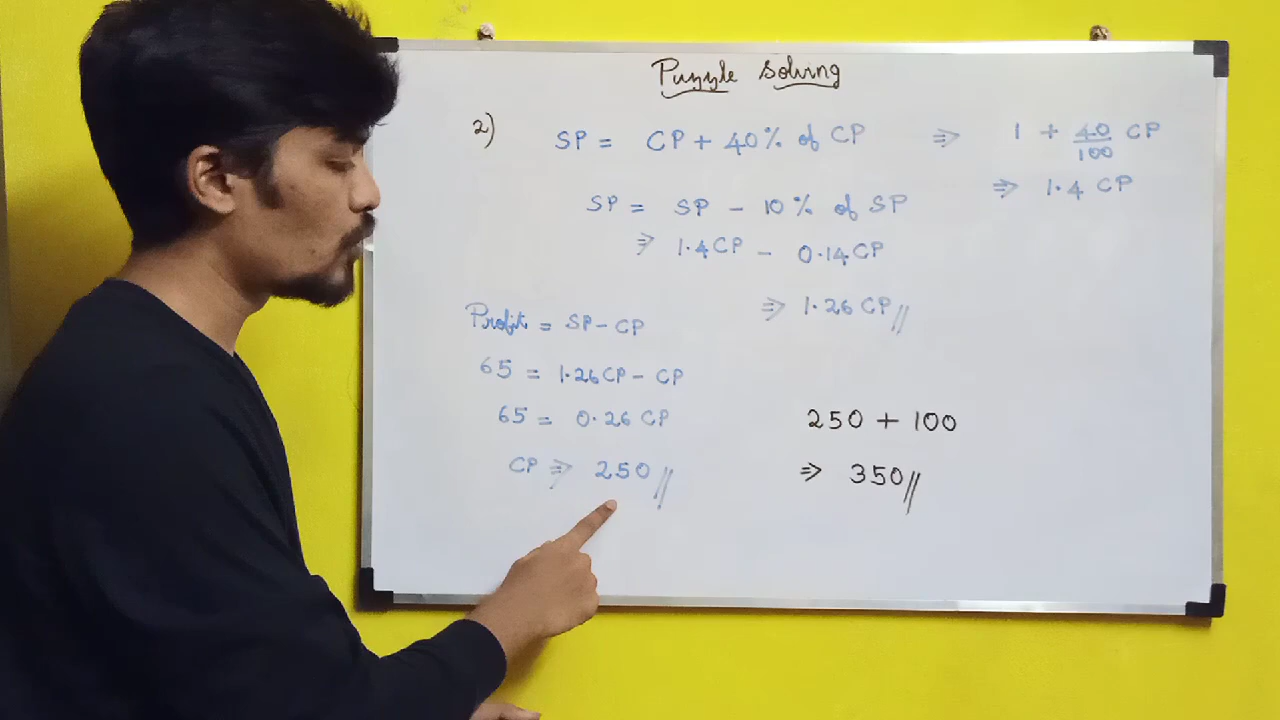 Puzzle Solving
2) SP = CP + 40% of CP ⇒ 1 + 40/100 CP
⇒ 1.4 CP
SP = SP - 10% of SP
⇒ 1.4CP - 0.14CP
⇒ 1.26 CP//
Profit = SP - CP
65 = 1.26CP - CP
65 = 0.26 CP
CP ⇒ 250//
250 + 100
⇒ 350//